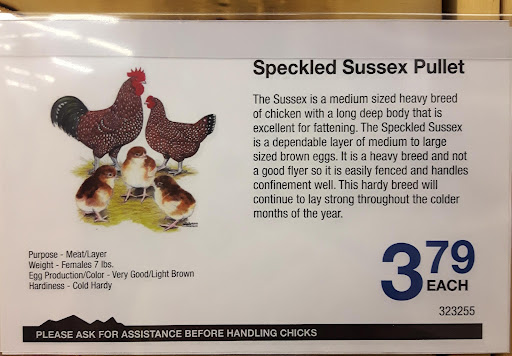 Speckled Sussex Pullet
The Sussex is a medium sized heavy breed
of chicken with a long deep body that is
excellent for fattening. The Speckled Sussex
is a dependable layer of medium to large
sized brown eggs. It is a heavy breed and not
a good flyer so it is easily fenced and handles
confinement well. This hardy breed will
continue to lay strong throughout the colder
months of the year.
Purpose - Meat/Layer
Weight - Females 7 lbs.
Egg Production/Color - Very Good/Light Brown
Hardiness - Cold Hardy
3 79
EACH
323255
PLEASE ASK FOR ASSISTANCE BEFORE HANDLING CHICKS